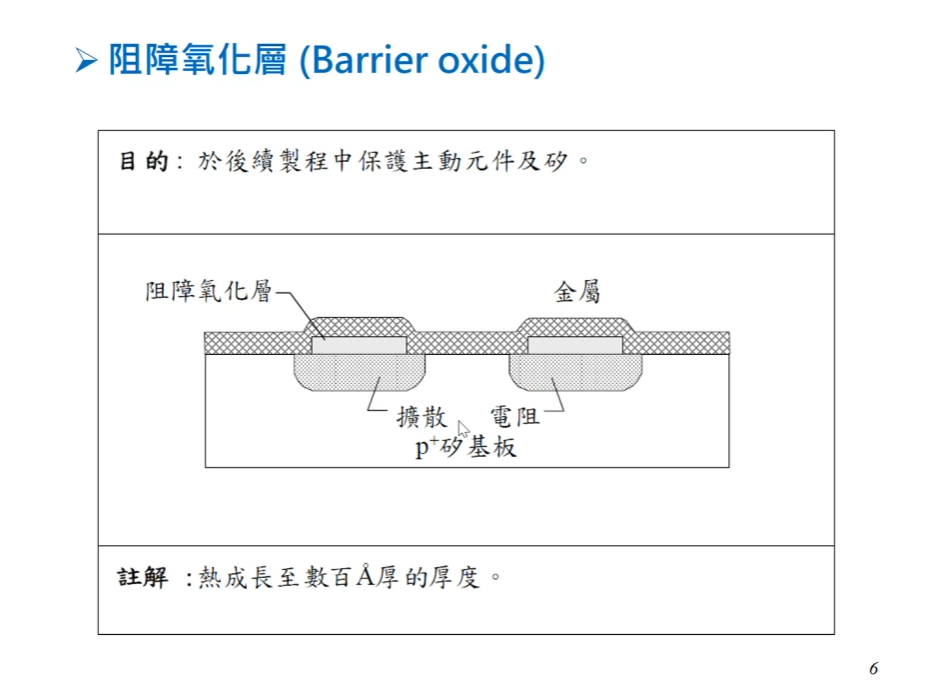 ➢ 阻障氧化層 (Barrier oxide)
目的: 於後續製程中保護主動元件及矽。
阻障氧化層
金屬
擴散 電阻
p⁺矽基板
註解 :熱成長至數百Å厚的厚度。
6